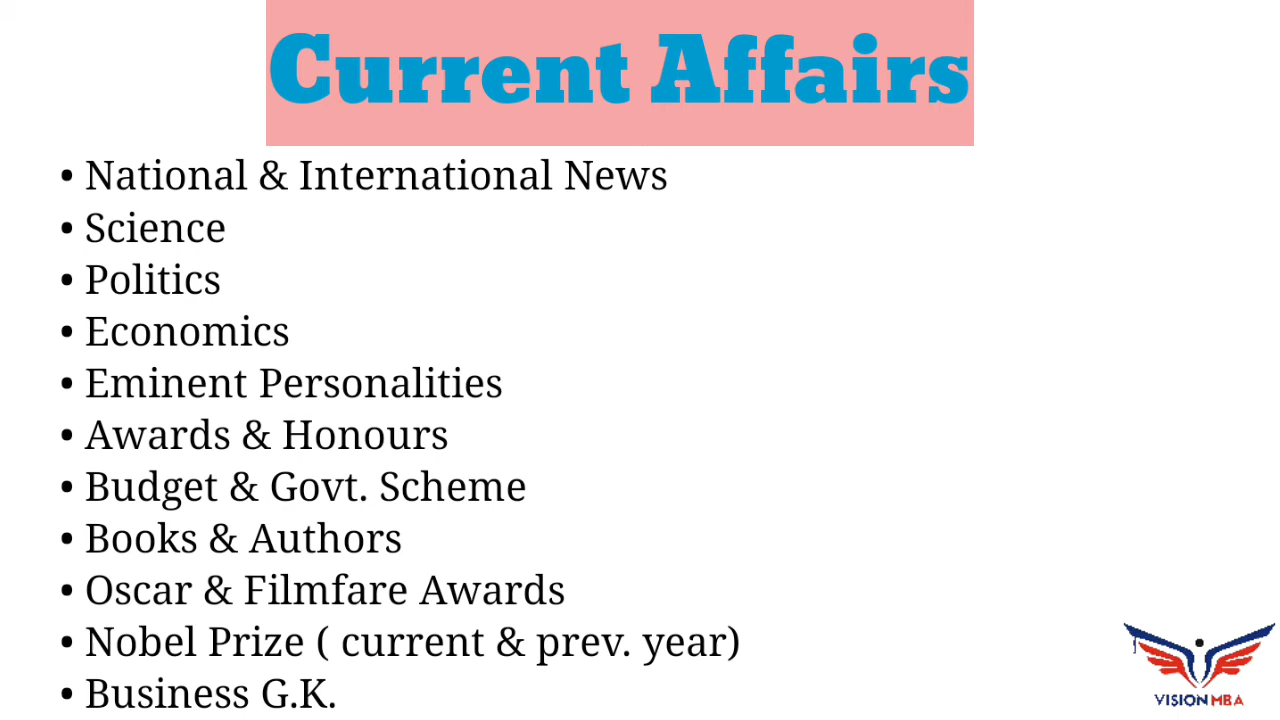 Current Affairs
• National & International News
• Science
• Politics
• Economics
• Eminent Personalities
• Awards & Honours
• Budget & Govt. Scheme
• Books & Authors
• Oscar & Filmfare Awards
• Nobel Prize ( current & prev. year)
• Business G.K.
VISION MBA